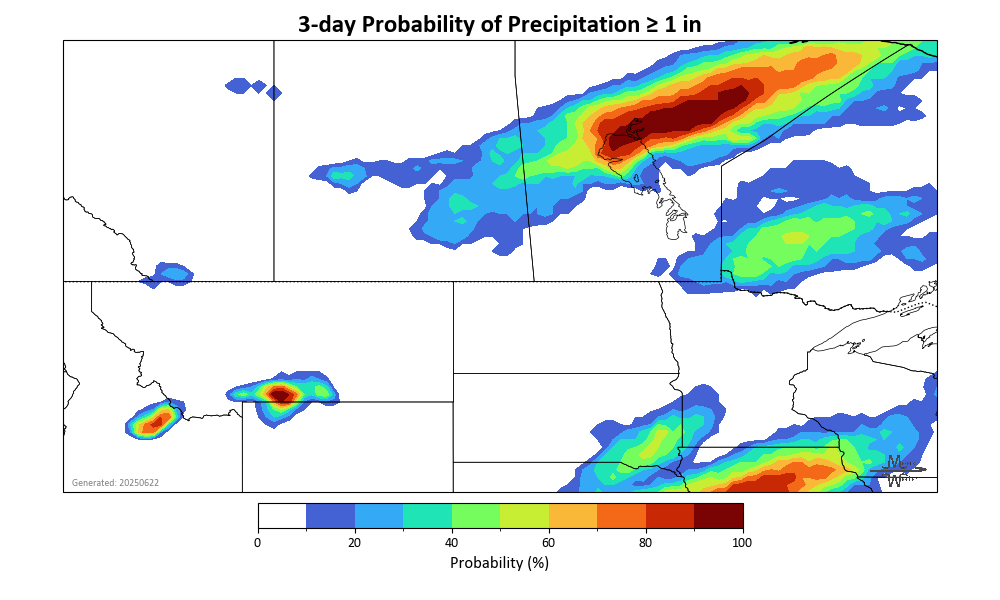 3-day Probability of Precipitation ≥ 1 in
Generated: 20250622
0 20 40 60 80 100
Probability (%)